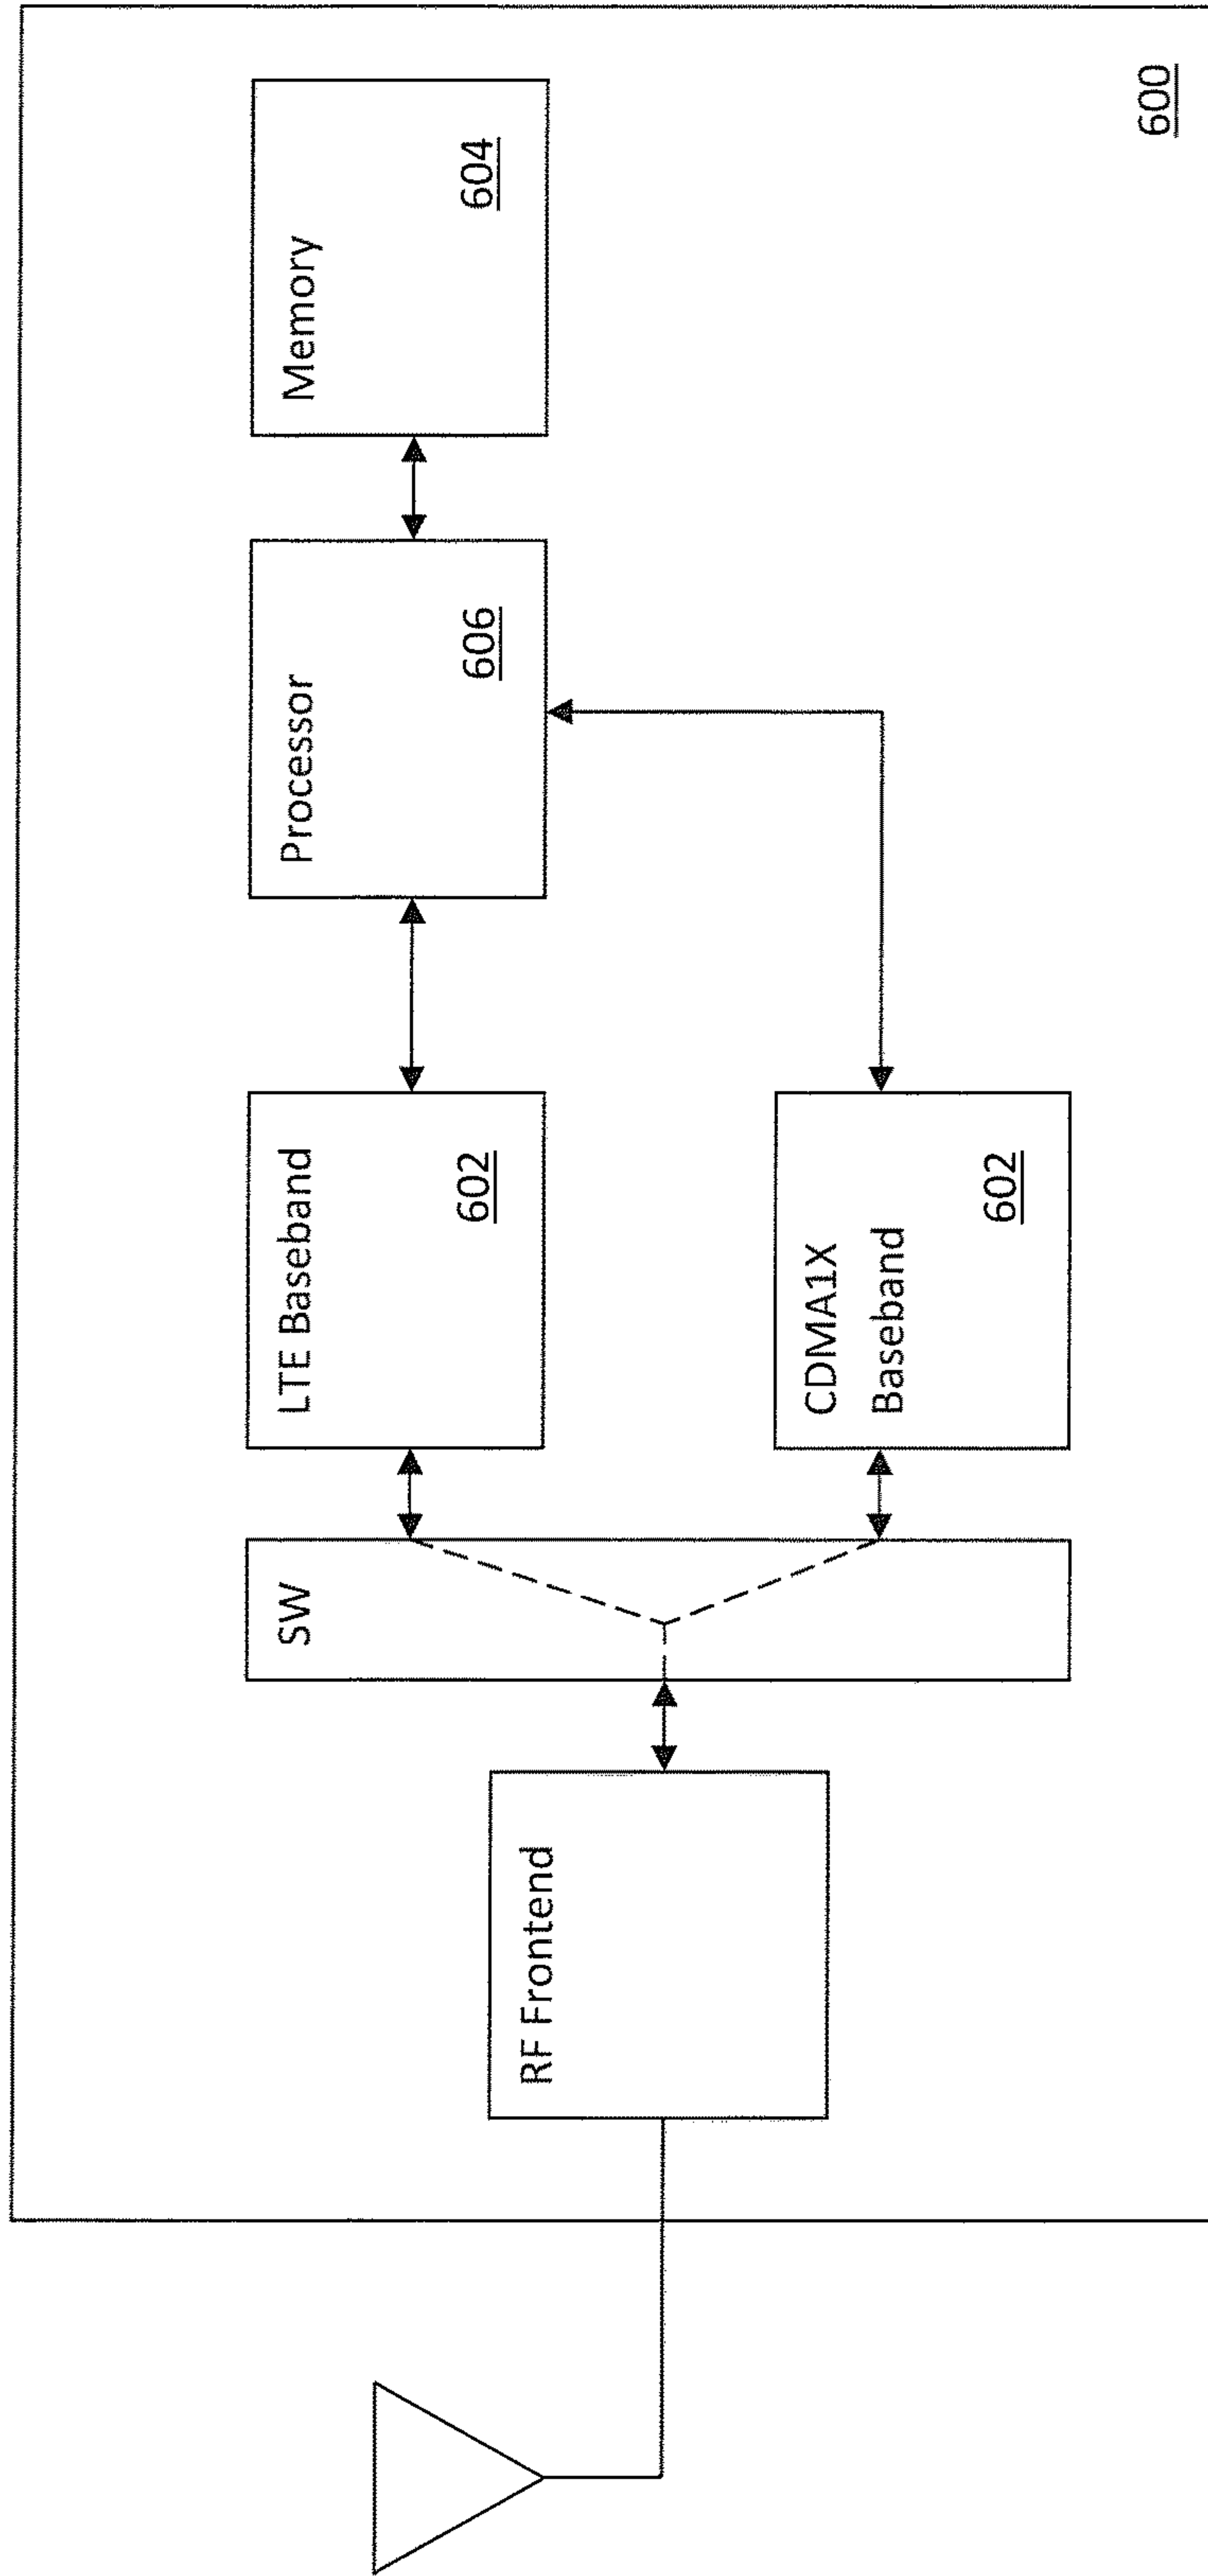 RF Frontend
SW
LTE Baseband
602
CDMA1X
Baseband
602
Processor
606
Memory
604
600